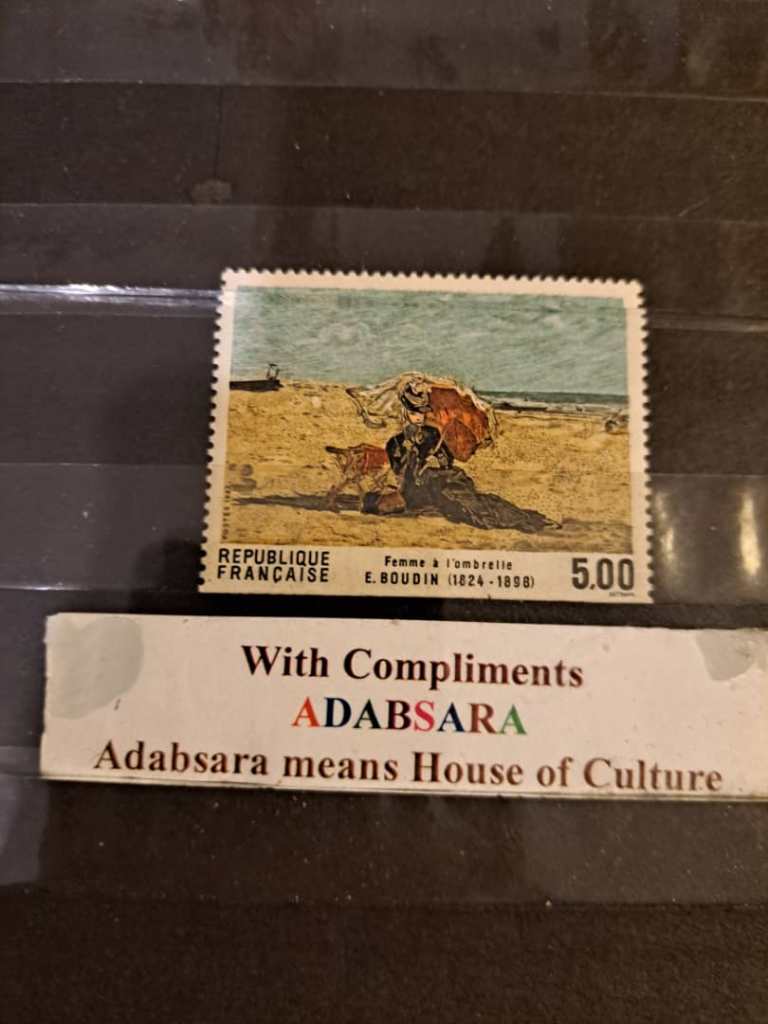 REPUBLIQUE
FRANÇAISE
Femme à l'ombrelle
E. BOUDIN (1824-1898)
5,00
With Compliments
ADABSARA
Adabsara means House of Culture